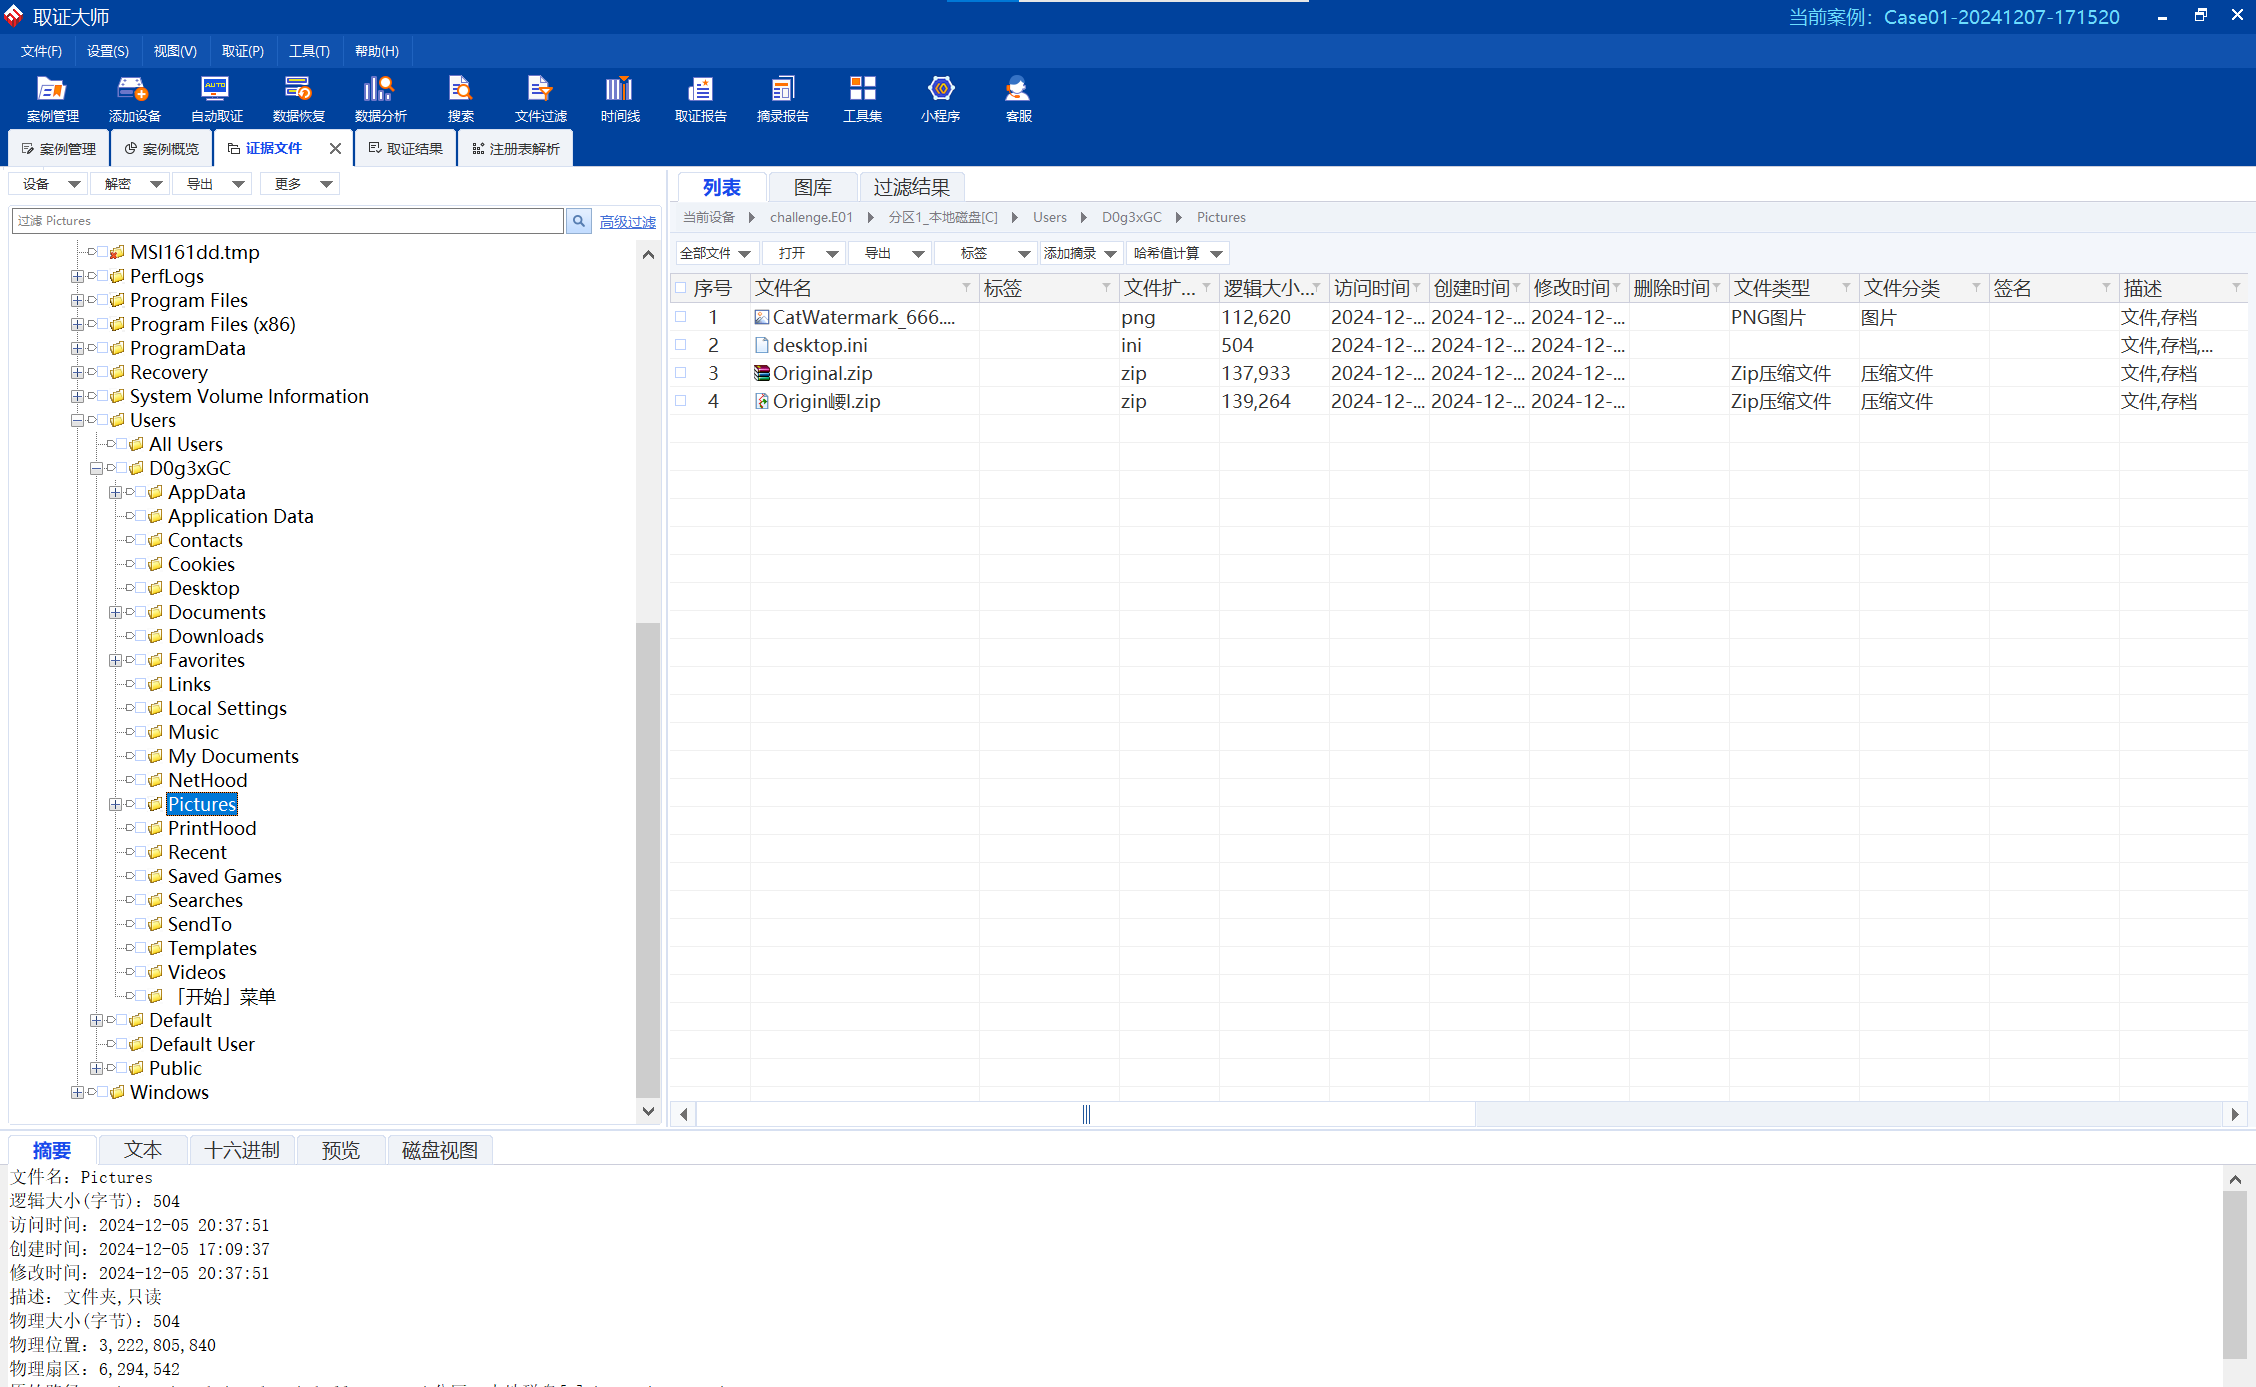 取证大师
当前案例：Case01-20241207-171520
文件(F) 设置(S) 视图(V) 取证(P) 工具(T) 帮助(H)
案例管理 添加设备 自动取证 数据恢复 数据分析 搜索 文件过滤 时间线 取证报告 摘录报告 工具集 小程序 客服
案例管理 案例概览 证据文件 取证结果 注册表解析
设备 解密 导出 更多
过滤 Pictures 高级过滤
MSI161dd.tmp
PerfLogs
Program Files
Program Files (x86)
ProgramData
Recovery
System Volume Information
Users
All Users
D0g3xGC
AppData
Application Data
Contacts
Cookies
Desktop
Documents
Downloads
Favorites
Links
Local Settings
Music
My Documents
NetHood
Pictures
PrintHood
Recent
Saved Games
Searches
SendTo
Templates
Videos
「开始」菜单
Default
Default User
Public
Windows
列表 图库 过滤结果
当前设备 challenge.E01 分区1_本地磁盘[C] Users D0g3xGC Pictures
全部文件 打开 导出 标签 添加摘录 哈希值计算
序号 文件名 标签 文件扩... 逻辑大小... 访问时间 创建时间 修改时间 删除时间 文件类型 文件分类 签名 描述
1 CatWatermark_666.... png 112,620 2024-12-... 2024-12-... 2024-12-... PNG图片 图片 文件,存档
2 desktop.ini ini 504 2024-12-... 2024-12-... 2024-12-... 文件,存档,...
3 Original.zip zip 137,933 2024-12-... 2024-12-... 2024-12-... Zip压缩文件 压缩文件 文件,存档
4 Origin崾l.zip zip 139,264 2024-12-... 2024-12-... 2024-12-... Zip压缩文件 压缩文件 文件,存档
摘要 文本 十六进制 预览 磁盘视图
文件名：Pictures
逻辑大小(字节)：504
访问时间：2024-12-05 20:37:51
创建时间：2024-12-05 17:09:37
修改时间：2024-12-05 20:37:51
描述：文件夹,只读
物理大小(字节)：504
物理位置：3,222,805,840
物理扇区：6,294,542